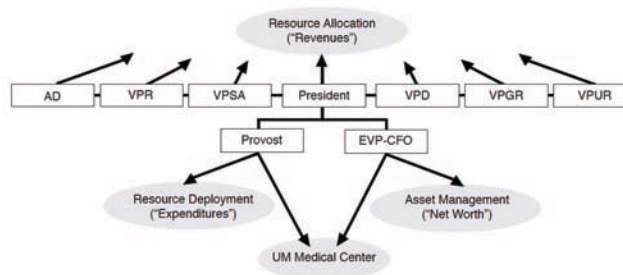 Resource Allocation
("Revenues")
AD
VPR
VPSA
President
VPD
VPGR
VPUR
Provost
EVP-CFO
Resource Deployment
("Expenditures")
Asset Management
("Net Worth")
UM Medical Center